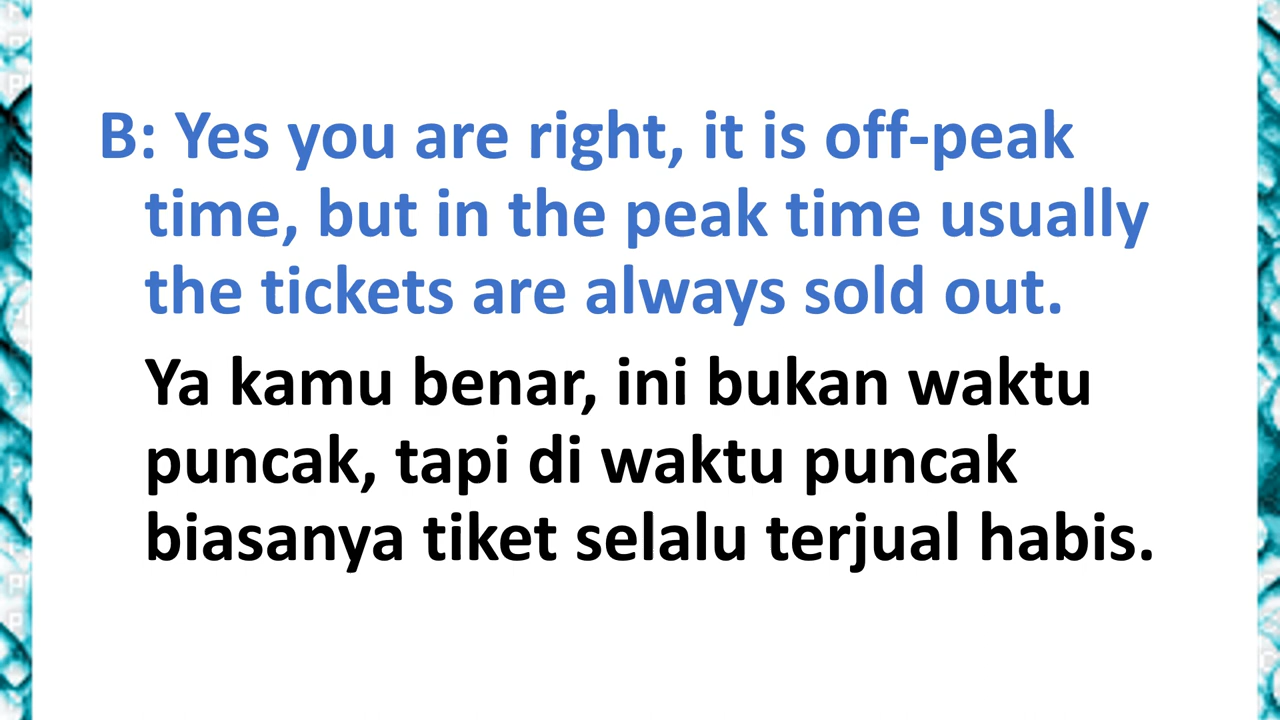 B: Yes you are right, it is off-peak
time, but in the peak time usually
the tickets are always sold out.
Ya kamu benar, ini bukan waktu
puncak, tapi di waktu puncak
biasanya tiket selalu terjual habis.